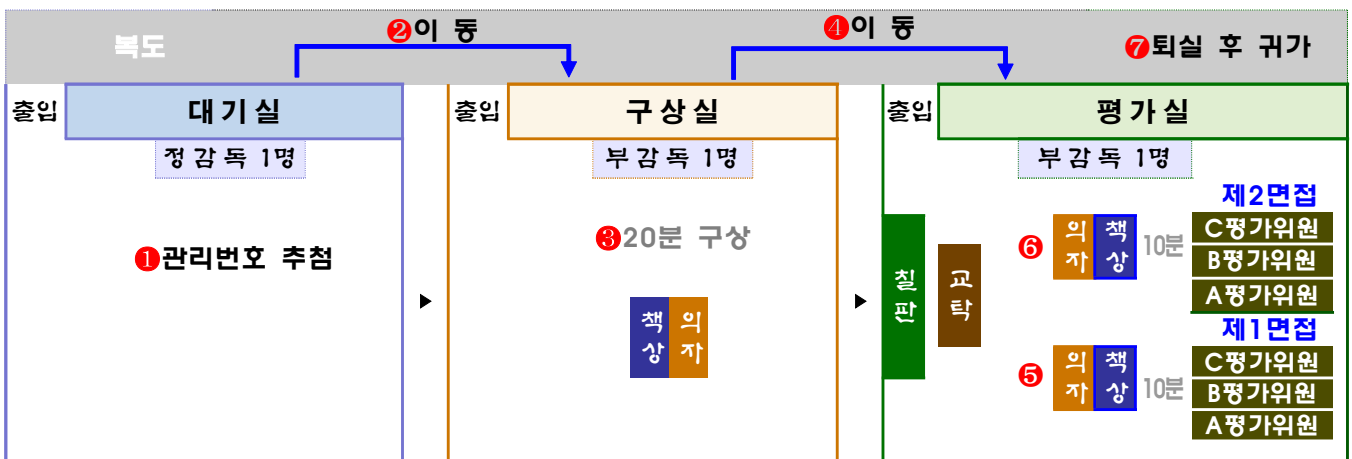 복도
❷이 동
❹이 동
❼퇴실 후 귀가
출입
대기실
정감독 1명
❶관리번호 추첨
출입
구상실
부감독 1명
❸20분 구상
책상
의자
출입
평가실
부감독 1명
칠판
교탁
제2면접
❻
의자
책상
10분
C평가위원
B평가위원
A평가위원
제1면접
❺
의자
책상
10분
C평가위원
B평가위원
A평가위원